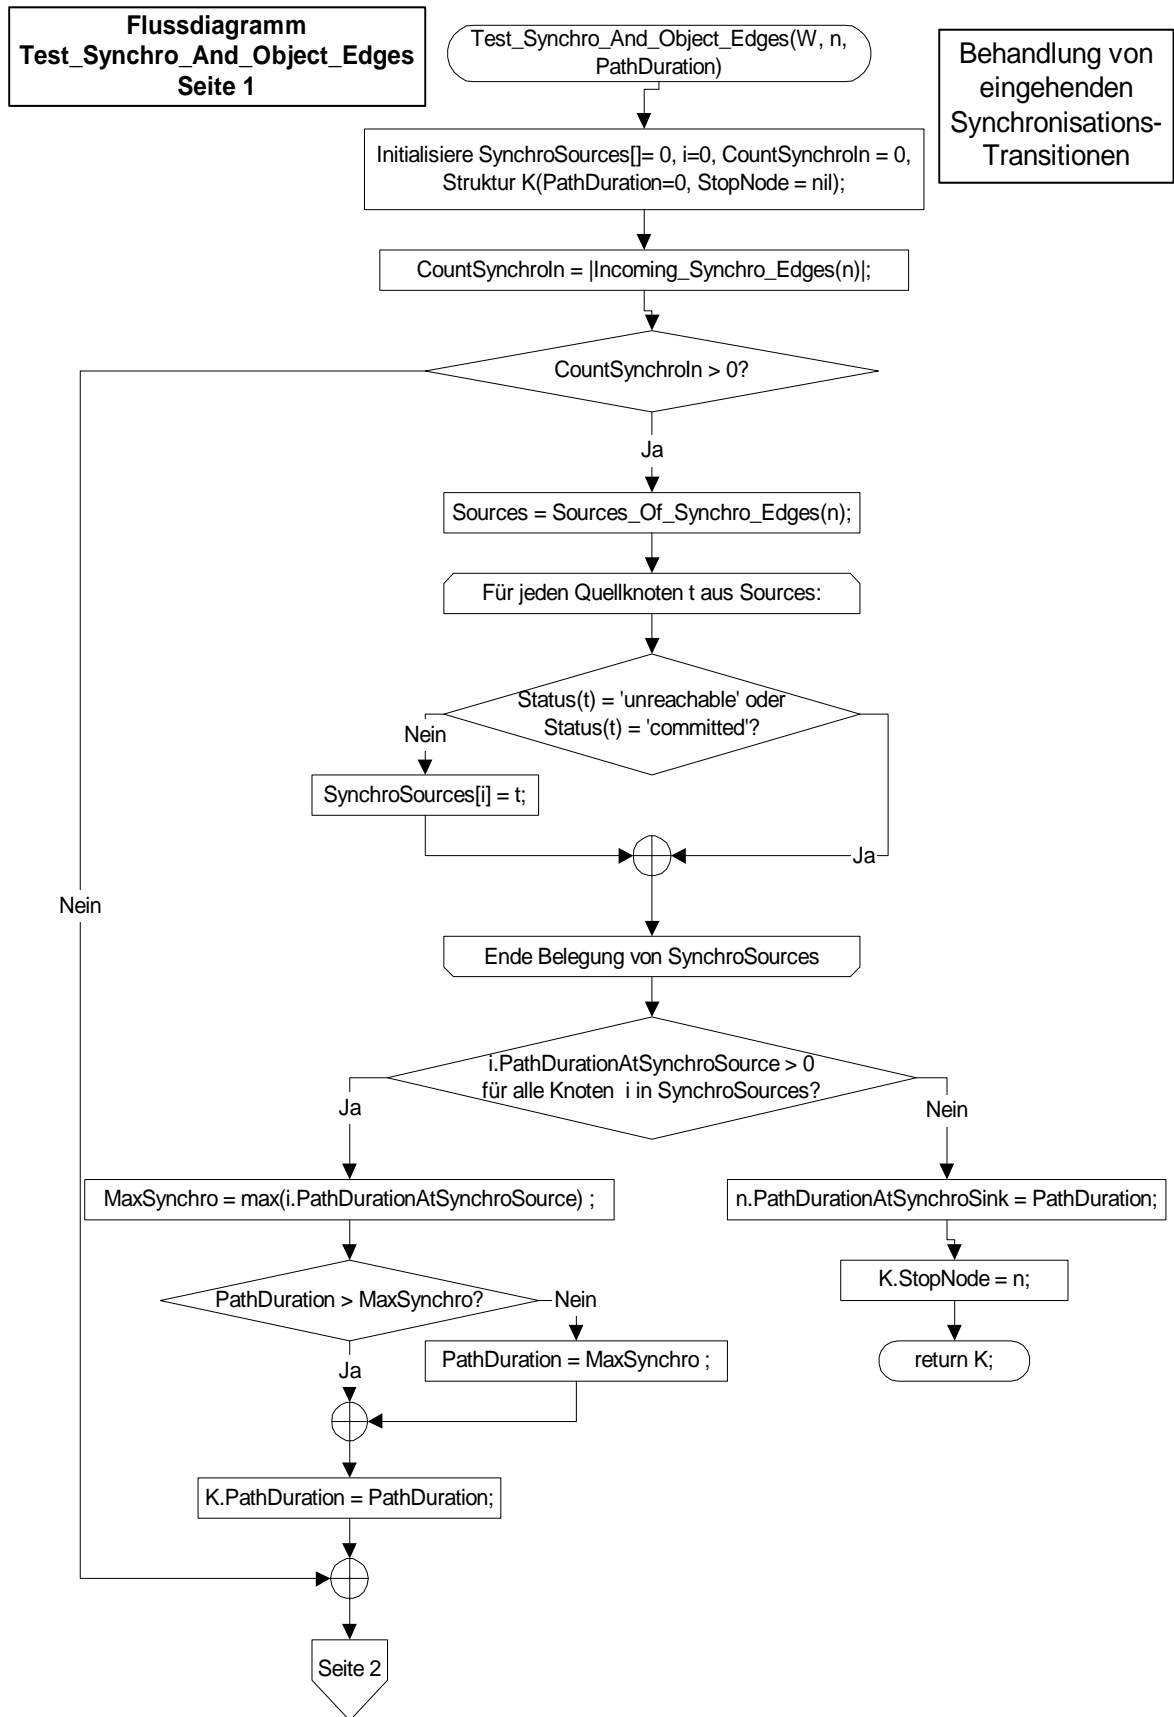 Flussdiagramm
Test_Synchro_And_Object_Edges
Seite 1
Test_Synchro_And_Object_Edges(W, n,
PathDuration)
Behandlung von
eingehenden
Synchronisations-
Transitionen
Initialisiere SynchroSources[]= 0, i=0, CountSynchroIn = 0,
Struktur K(PathDuration=0, StopNode = nil);
CountSynchroIn = |Incoming_Synchro_Edges(n)|;
CountSynchroIn > 0?
Ja
Sources = Sources_Of_Synchro_Edges(n);
Für jeden Quellknoten t aus Sources:
Status(t) = 'unreachable' oder
Status(t) = 'committed'?
Nein
SynchroSources[i] = t;
Ja
Nein
Ende Belegung von SynchroSources
i.PathDurationAtSynchroSource > 0
für alle Knoten i in SynchroSources?
Ja
Nein
MaxSynchro = max(i.PathDurationAtSynchroSource) ;
n.PathDurationAtSynchroSink = PathDuration;
K.StopNode = n;
PathDuration > MaxSynchro?
Nein
PathDuration = MaxSynchro ;
return K;
Ja
K.PathDuration = PathDuration;
Seite 2